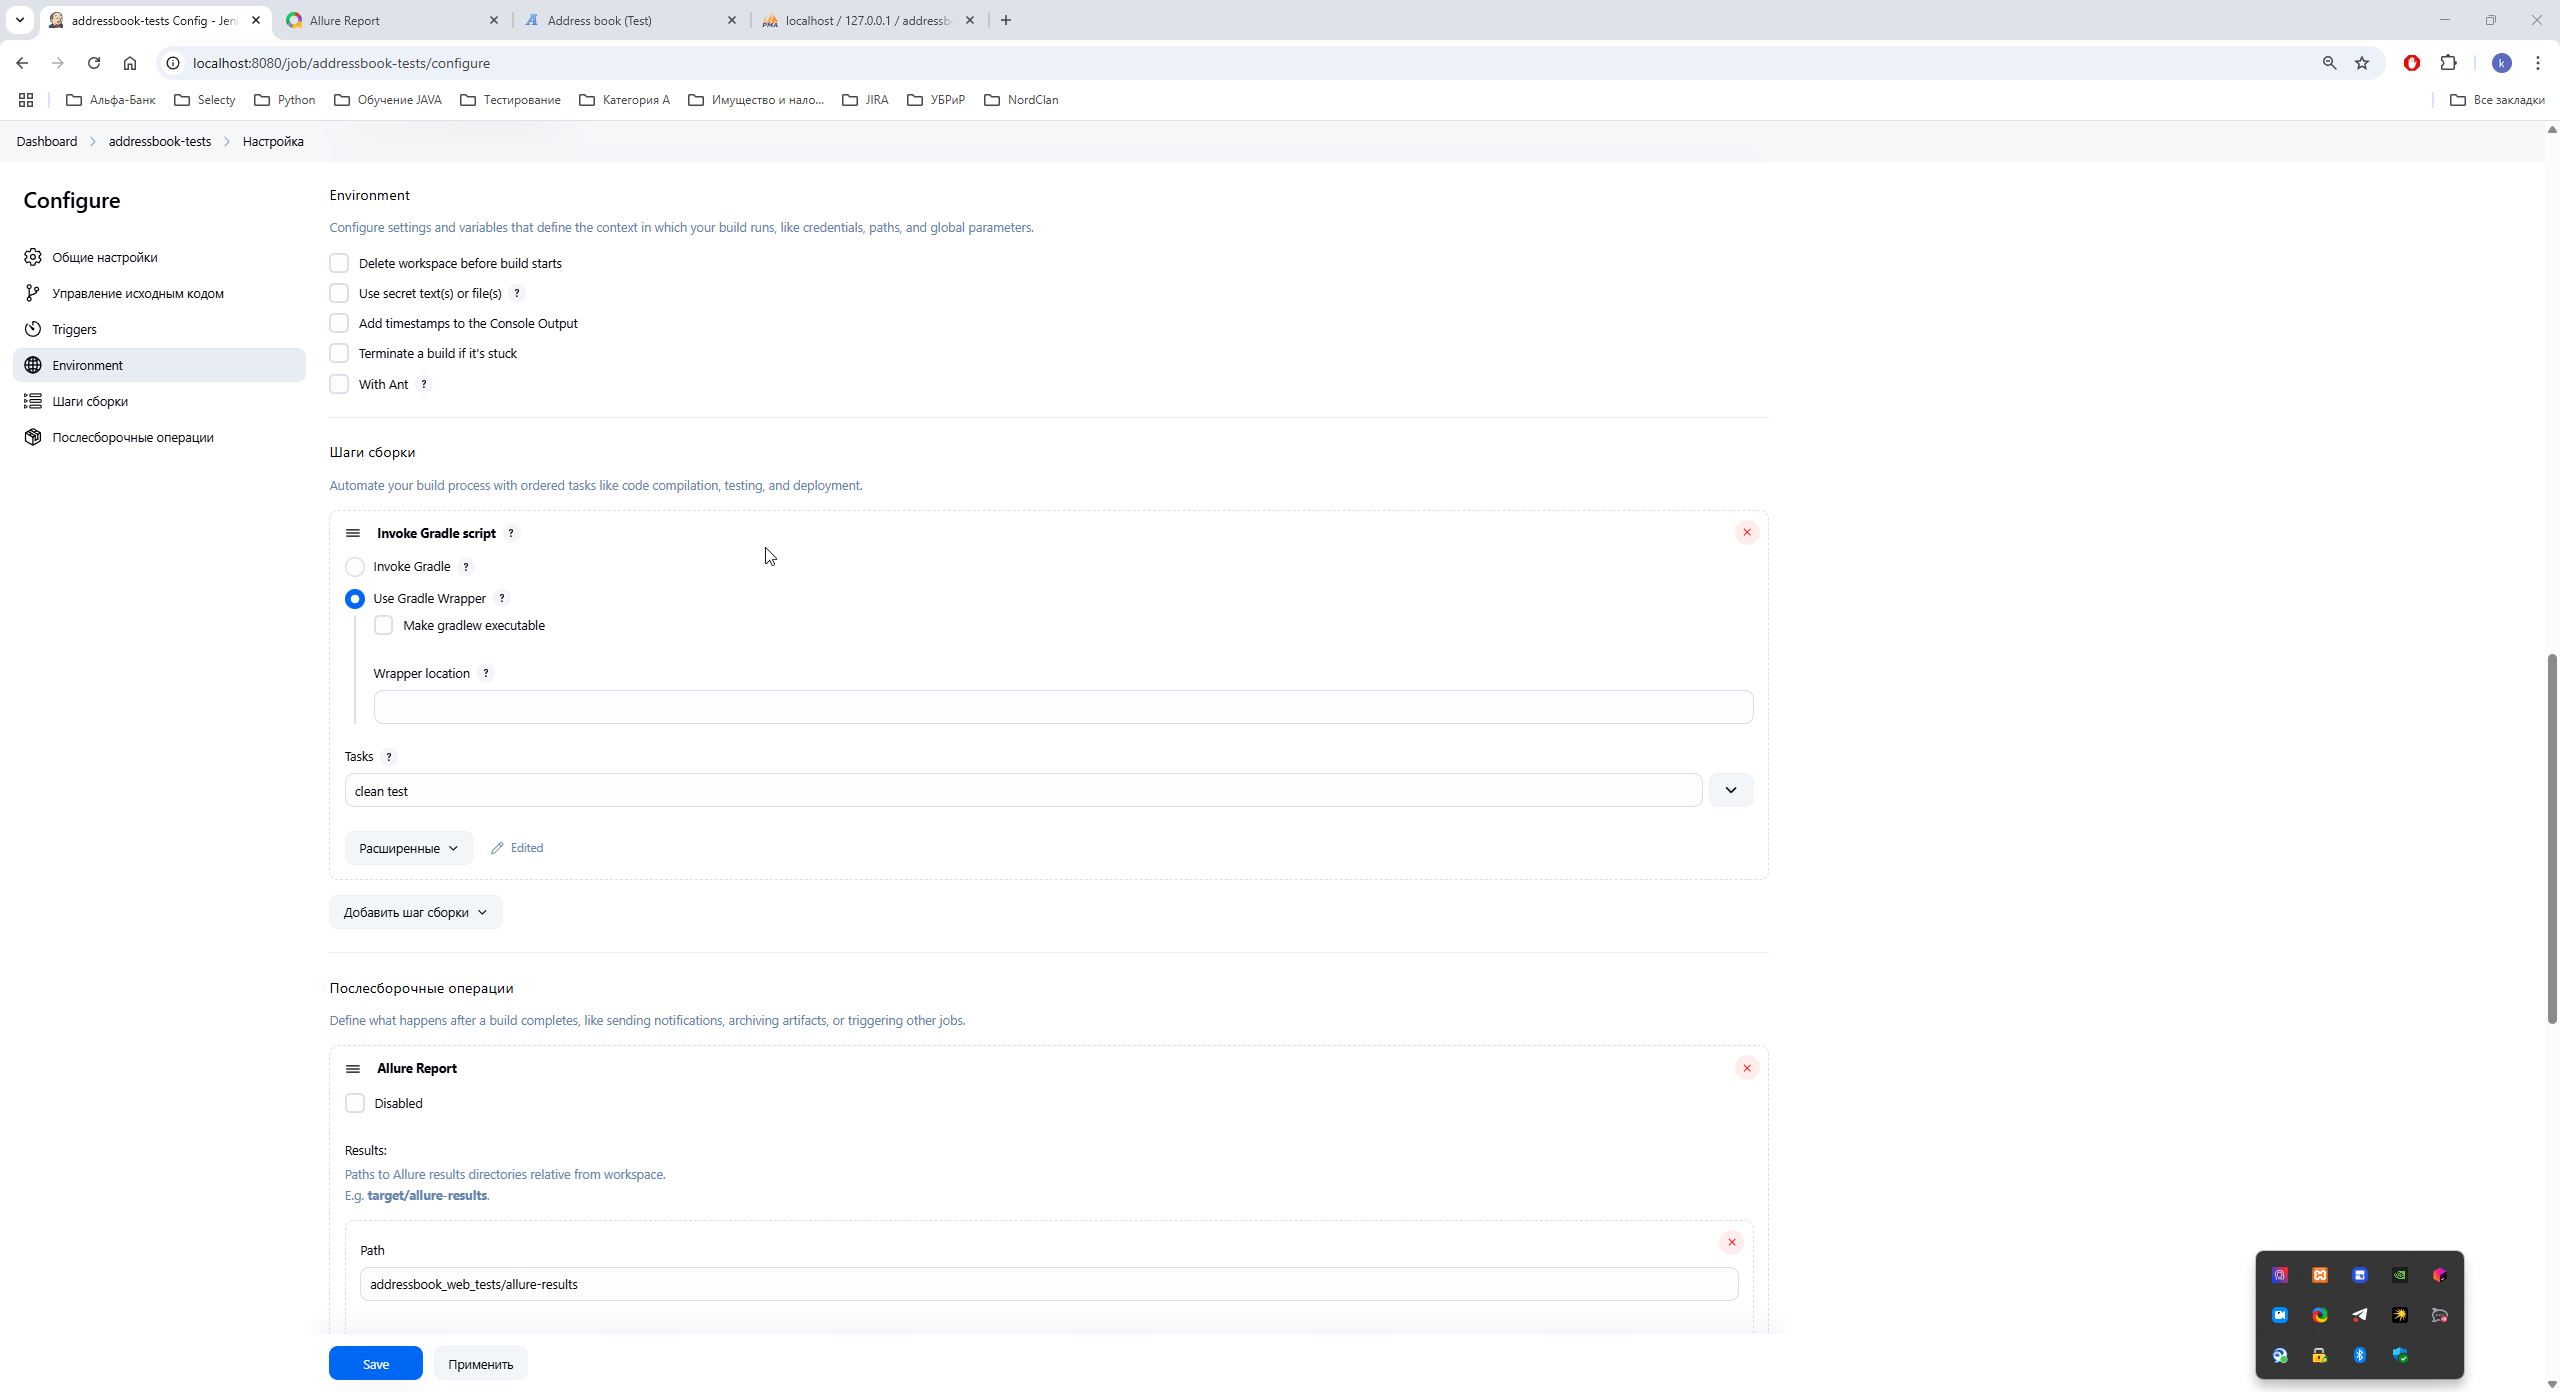 addressbook-tests Config - Jen
Allure Report
Address book (Test)
localhost / 127.0.0.1 / addressb
localhost:8080/job/addressbook-tests/configure
k
Альфа-Банк
Selecty
Python
Обучение JAVA
Тестирование
Категория А
Имущество и нало...
JIRA
УБРиР
NordClan
Все закладки
Dashboard
addressbook-tests
Настройка
Configure
Общие настройки
Управление исходным кодом
Triggers
Environment
Шаги сборки
Послесборочные операции
Environment
Configure settings and variables that define the context in which your build runs, like credentials, paths, and global parameters.
Delete workspace before build starts
Use secret text(s) or file(s) ?
Add timestamps to the Console Output
Terminate a build if it's stuck
With Ant ?
Шаги сборки
Automate your build process with ordered tasks like code compilation, testing, and deployment.
Invoke Gradle script ?
Invoke Gradle ?
Use Gradle Wrapper ?
Make gradlew executable
Wrapper location ?
Tasks ?
clean test
Расширенные
Edited
Добавить шаг сборки
Послесборочные операции
Define what happens after a build completes, like sending notifications, archiving artifacts, or triggering other jobs.
Allure Report
Disabled
Results:
Paths to Allure results directories relative from workspace.
E.g. target/allure-results.
Path
addressbook_web_tests/allure-results
Save
Применить